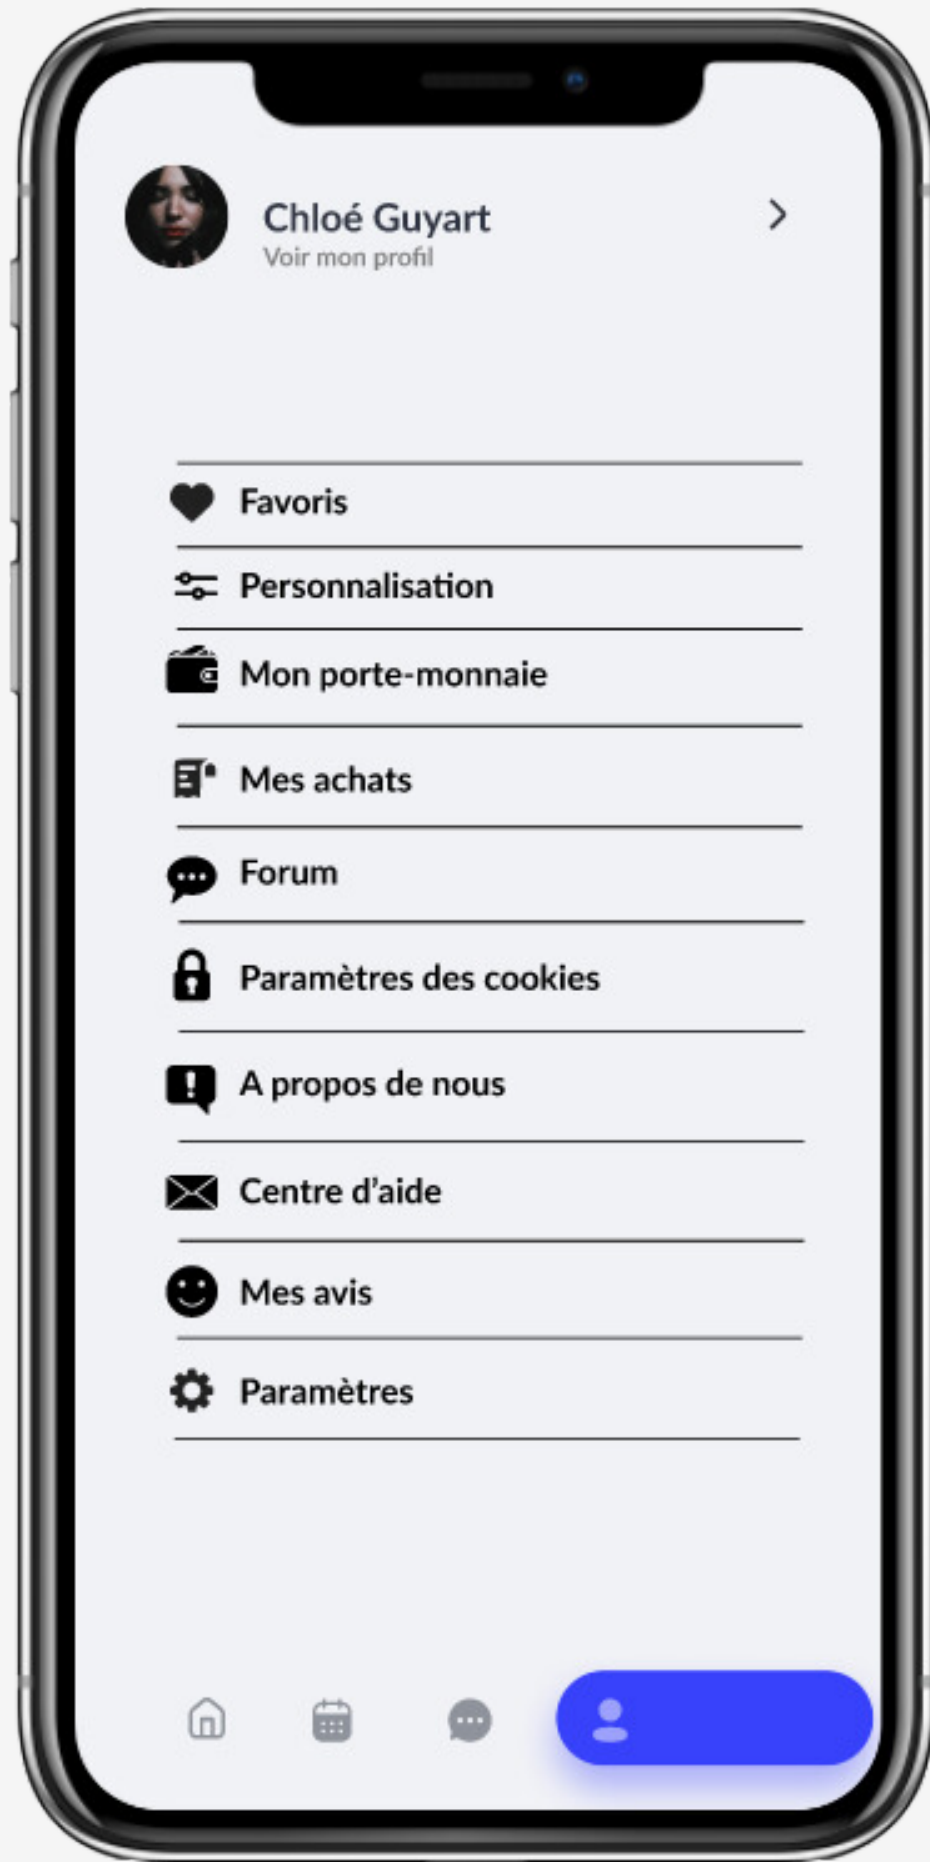 Chloé Guyart
Voir mon profil
Favoris
Personnalisation
Mon porte-monnaie
Mes achats
Forum
Paramètres des cookies
A propos de nous
Centre d’aide
Mes avis
Paramètres